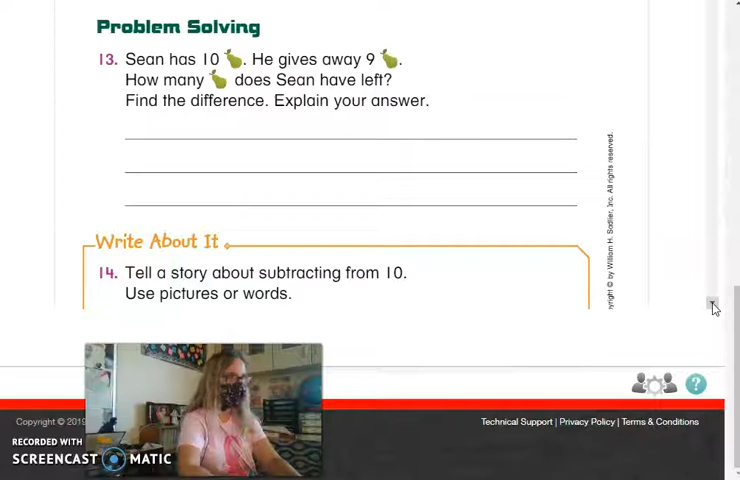 Problem Solving
13. Sean has 10 . He gives away 9 .
How many does Sean have left?
Find the difference. Explain your answer.
Write About It
14. Tell a story about subtracting from 10.
Use pictures or words.
yright © by William H. Sadlier, Inc. All rights reserved.
?
Copyright © 2019
Technical Support | Privacy Policy | Terms & Conditions
RECORDED WITH
SCREENCAST MATIC